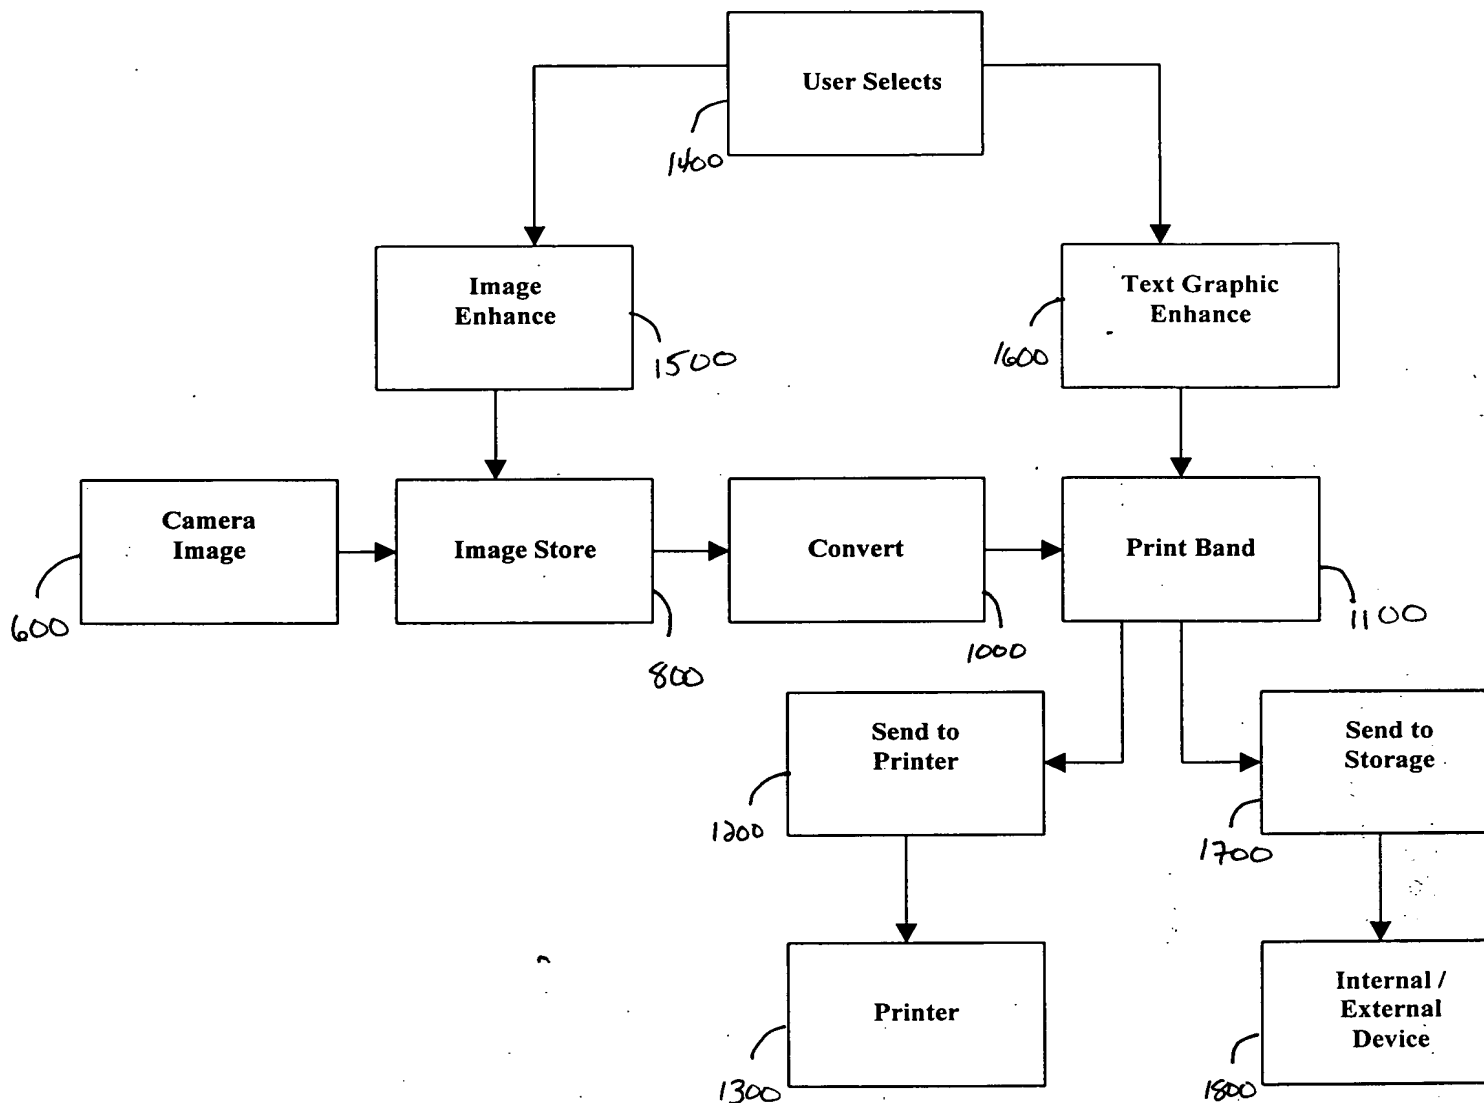 User Selects
1400
Image
Enhance
1500
Text Graphic
Enhance
1600
Camera
Image
600
Image Store
800
Convert
1000
Print Band
1100
Send to
Printer
1200
Send to
Storage
1700
Printer
1300
Internal /
External
Device
1800